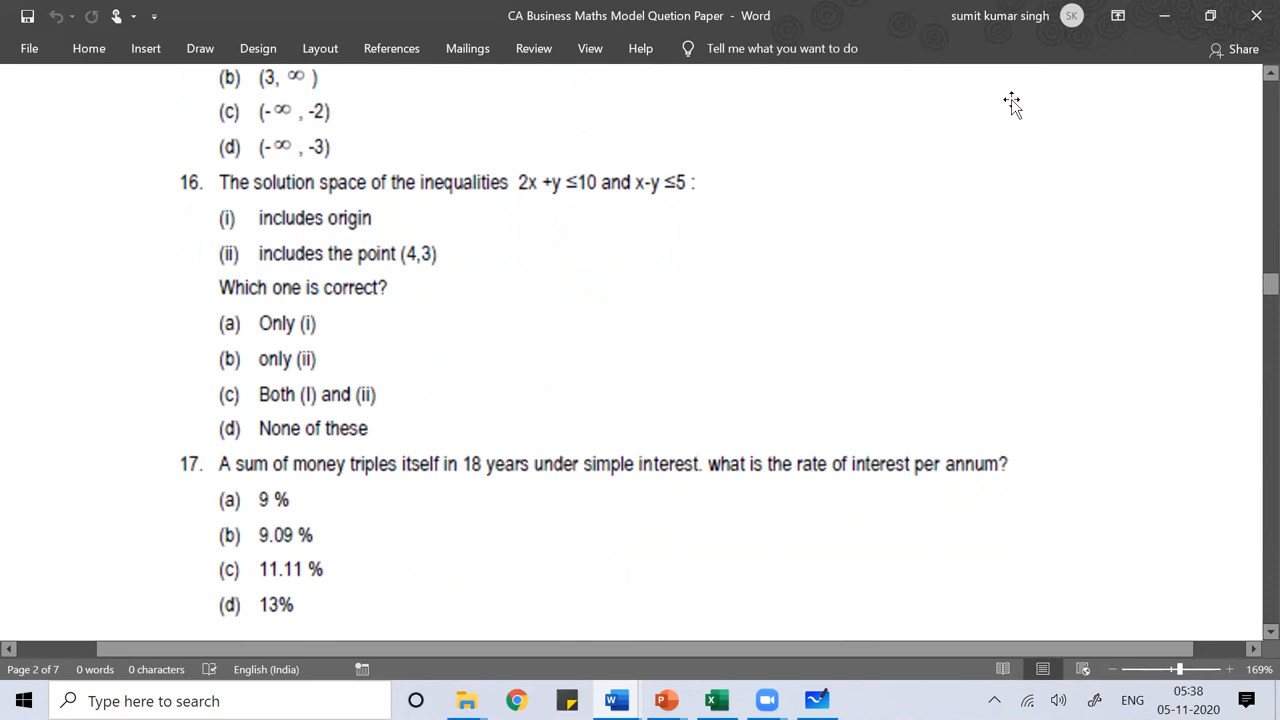 CA Business Maths Model Quetion Paper - Word
sumit kumar singh SK
File Home Insert Draw Design Layout References Mailings Review View Help Tell me what you want to do Share
(b) (3, ∞ )
(c) (-∞ , -2)
(d) (-∞ , -3)
16. The solution space of the inequalities 2x +y ≤10 and x-y ≤5 :
(i) includes origin
(ii) includes the point (4,3)
Which one is correct?
(a) Only (i)
(b) only (ii)
(c) Both (I) and (ii)
(d) None of these
17. A sum of money triples itself in 18 years under simple interest. what is the rate of interest per annum?
(a) 9 %
(b) 9.09 %
(c) 11.11 %
(d) 13%
Page 2 of 7 0 words 0 characters English (India) 169%
Type here to search
ENG
05:38
05-11-2020